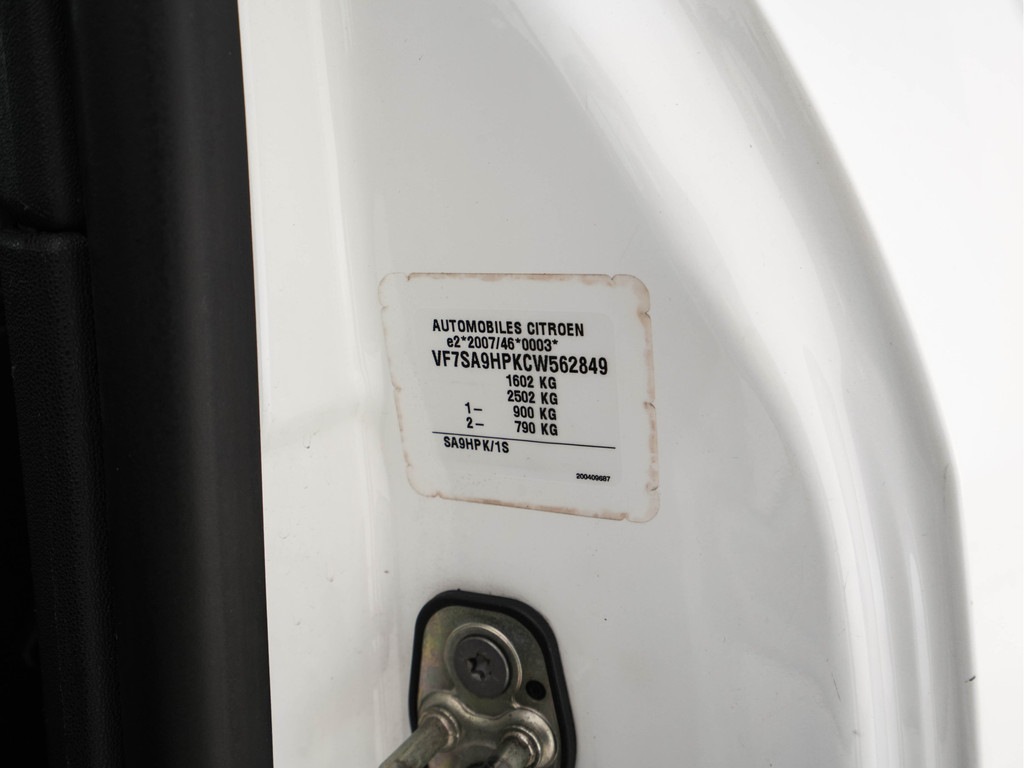 AUTOMOBILES CITROEN
e2*2007/46*0003*
VF7SA9HPKCW562849
1602 KG
2502 KG
1- 900 KG
2- 790 KG
SA9HPK/1S
200409687